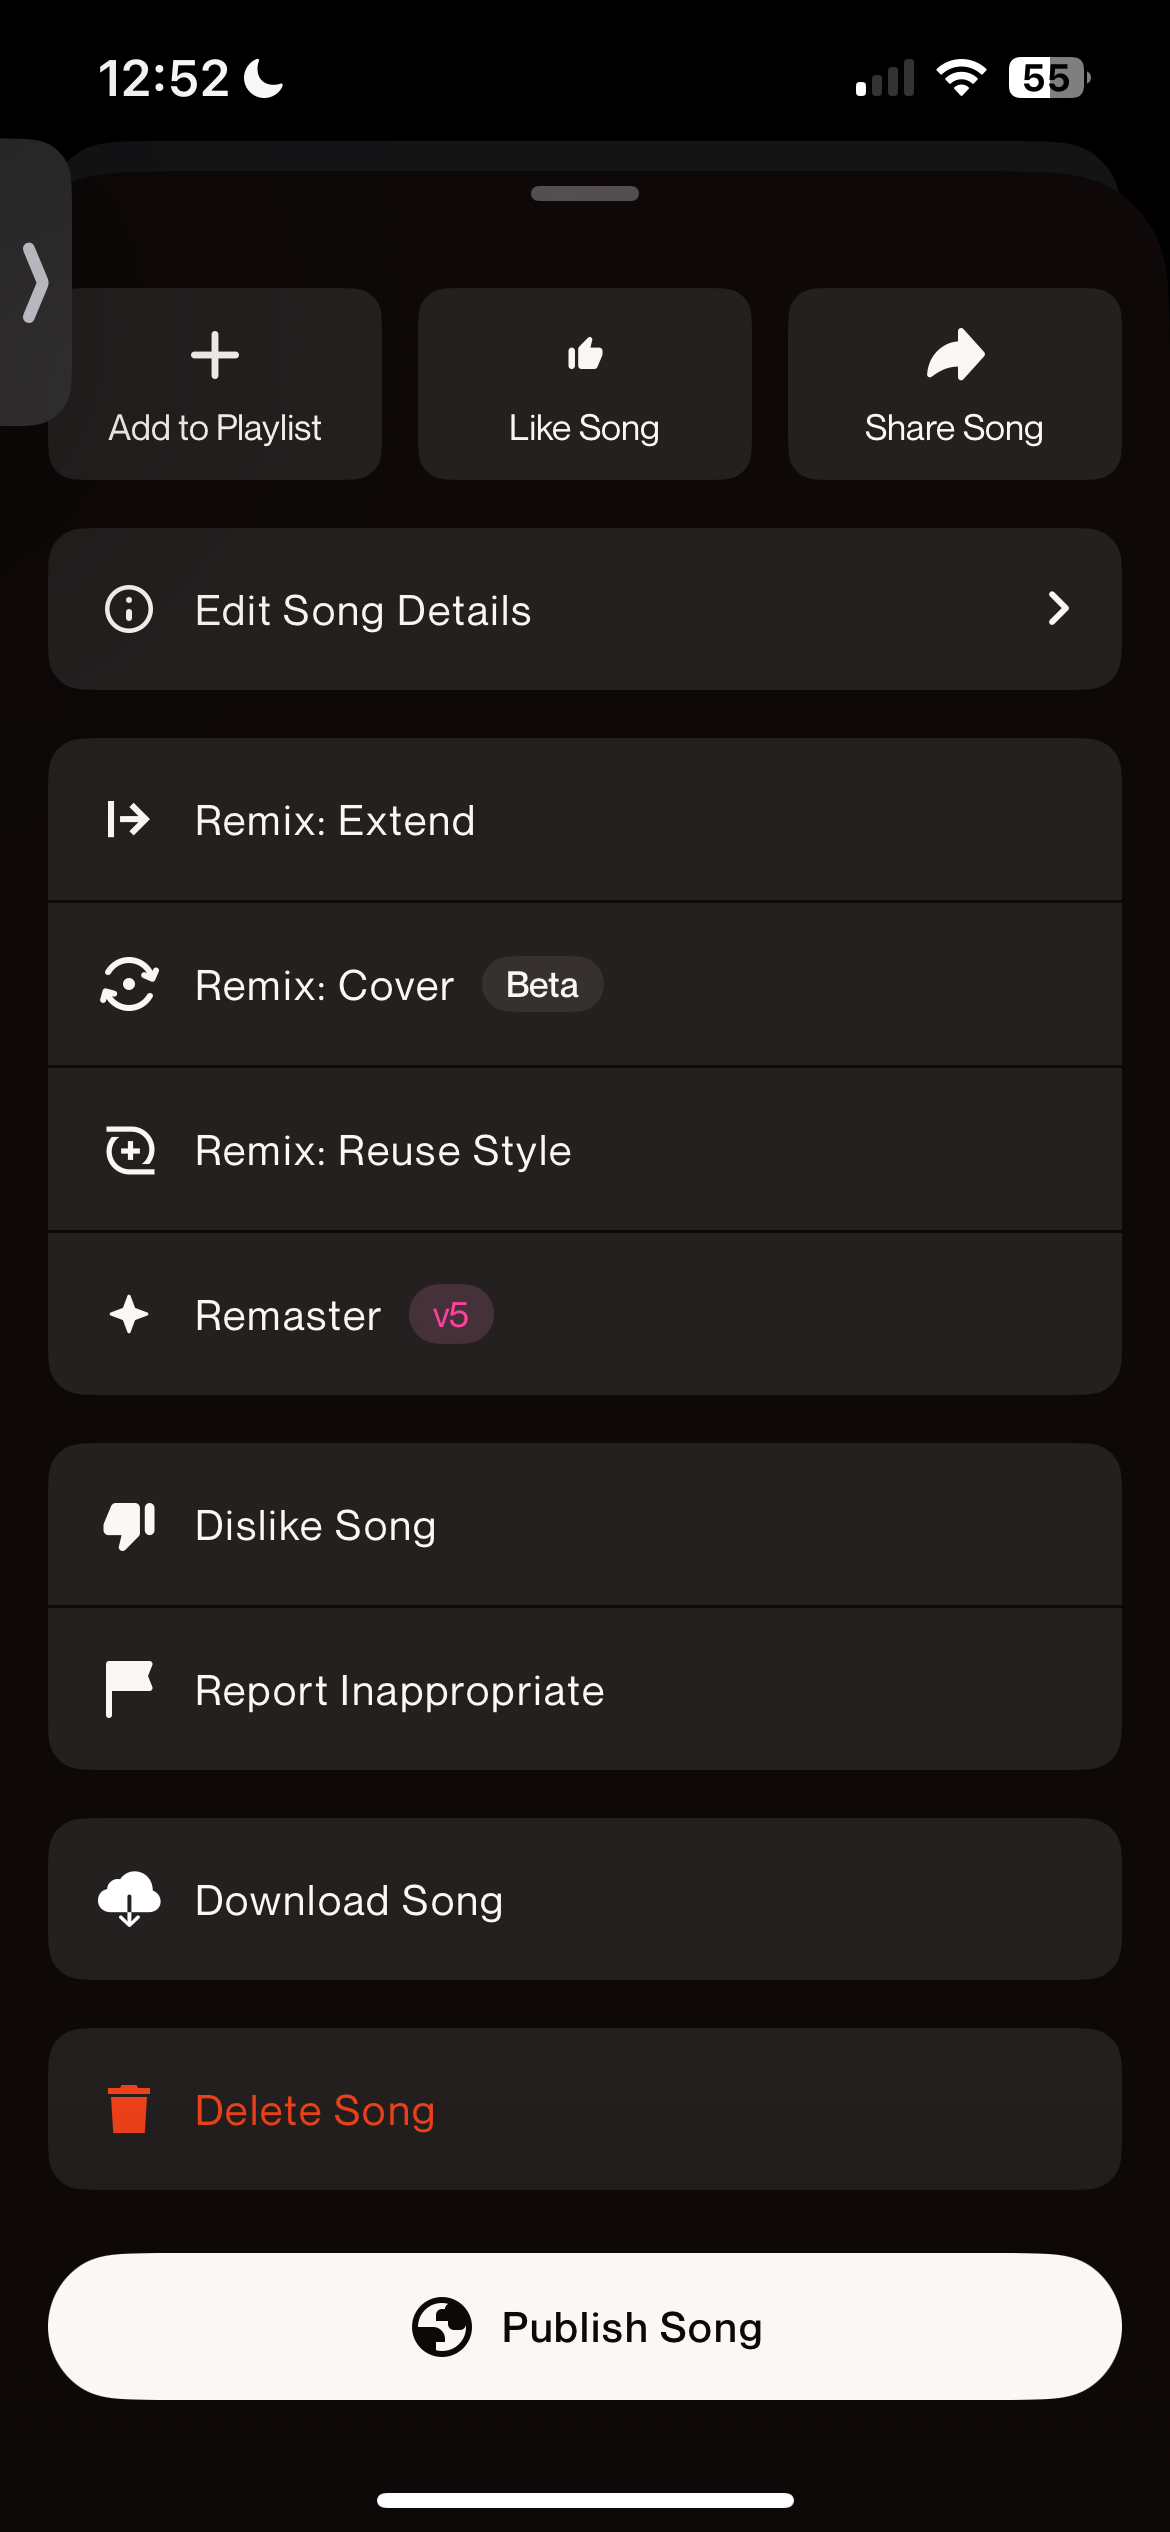 12:52
55
Add to Playlist
Like Song
Share Song
Edit Song Details
Remix: Extend
Remix: Cover Beta
Remix: Reuse Style
Remaster v5
Dislike Song
Report Inappropriate
Download Song
Delete Song
Publish Song